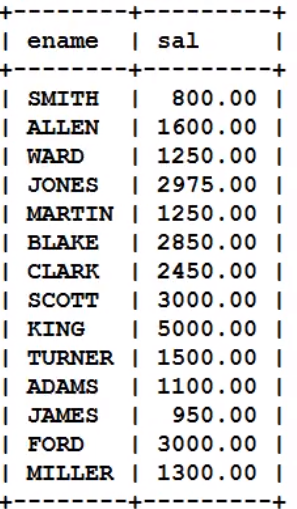 +--------+---------+
| ename  | sal     |
+--------+---------+
| SMITH  |  800.00 |
| ALLEN  | 1600.00 |
| WARD   | 1250.00 |
| JONES  | 2975.00 |
| MARTIN | 1250.00 |
| BLAKE  | 2850.00 |
| CLARK  | 2450.00 |
| SCOTT  | 3000.00 |
| KING   | 5000.00 |
| TURNER | 1500.00 |
| ADAMS  | 1100.00 |
| JAMES  |  950.00 |
| FORD   | 3000.00 |
| MILLER | 1300.00 |
+--------+---------+